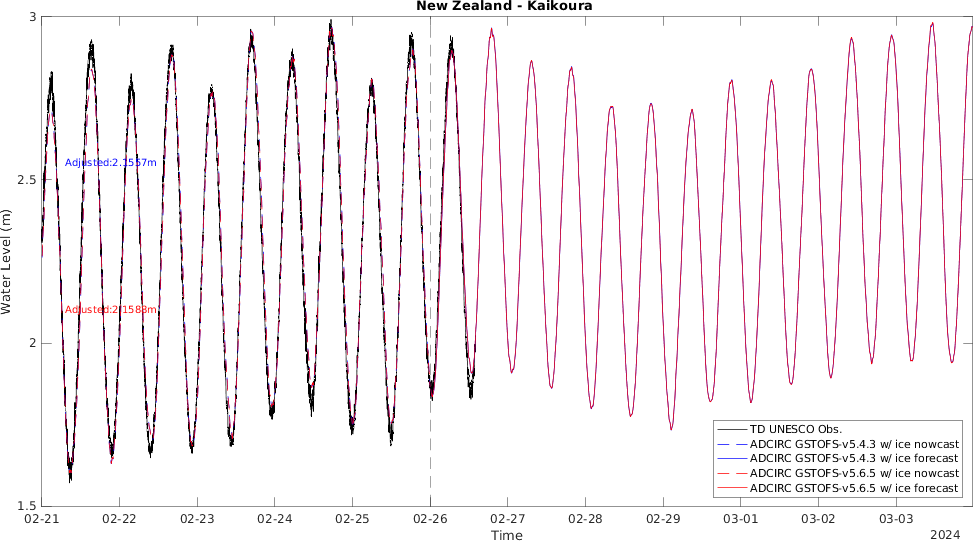 New Zealand - Kaikoura
3
2.5
2
1.5
Water Level (m)
Adjusted:2.1557m
Adjusted:2.1588m
TD UNESCO Obs.
ADCIRC GSTOFS-v5.4.3 w/ ice nowcast
ADCIRC GSTOFS-v5.4.3 w/ ice forecast
ADCIRC GSTOFS-v5.6.5 w/ ice nowcast
ADCIRC GSTOFS-v5.6.5 w/ ice forecast
02-21 02-22 02-23 02-24 02-25 02-26 02-27 02-28 02-29 03-01 03-02 03-03
Time
2024